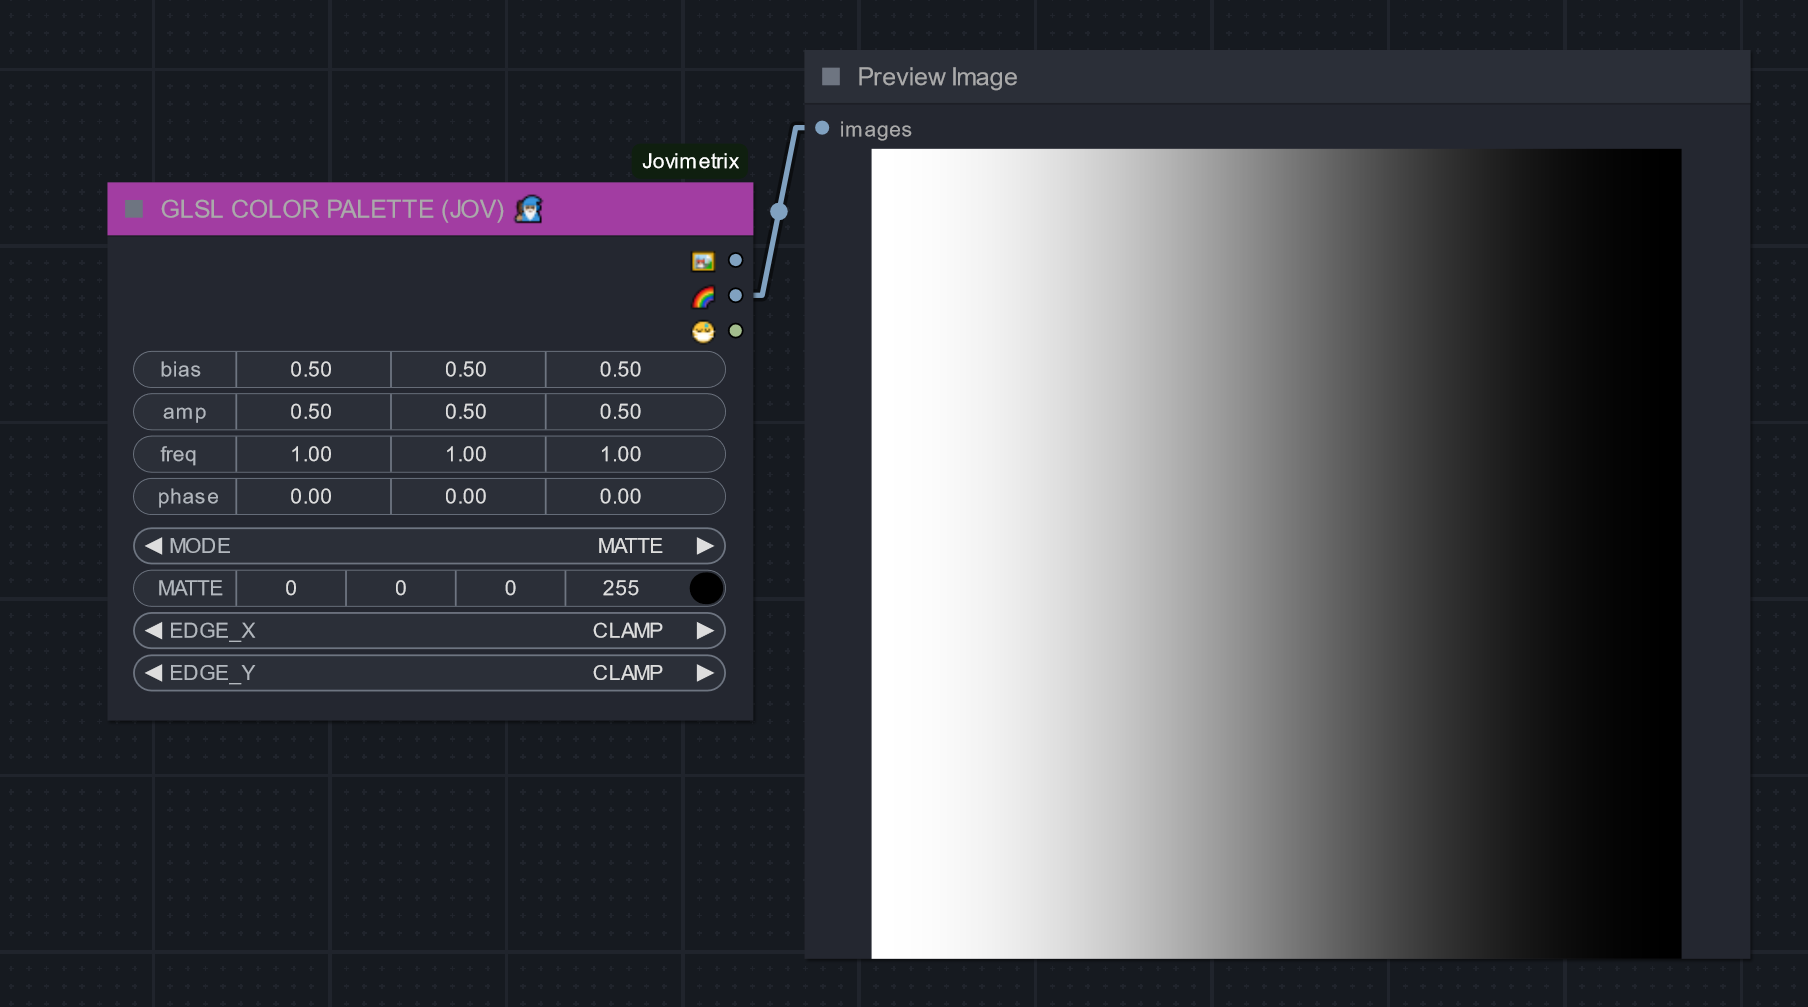 Preview Image
images
Jovimetrix
GLSL COLOR PALETTE (JOV)
bias 0.50 0.50 0.50
amp 0.50 0.50 0.50
freq 1.00 1.00 1.00
phase 0.00 0.00 0.00
MODE MATTE
MATTE 0 0 0 255
EDGE_X CLAMP
EDGE_Y CLAMP